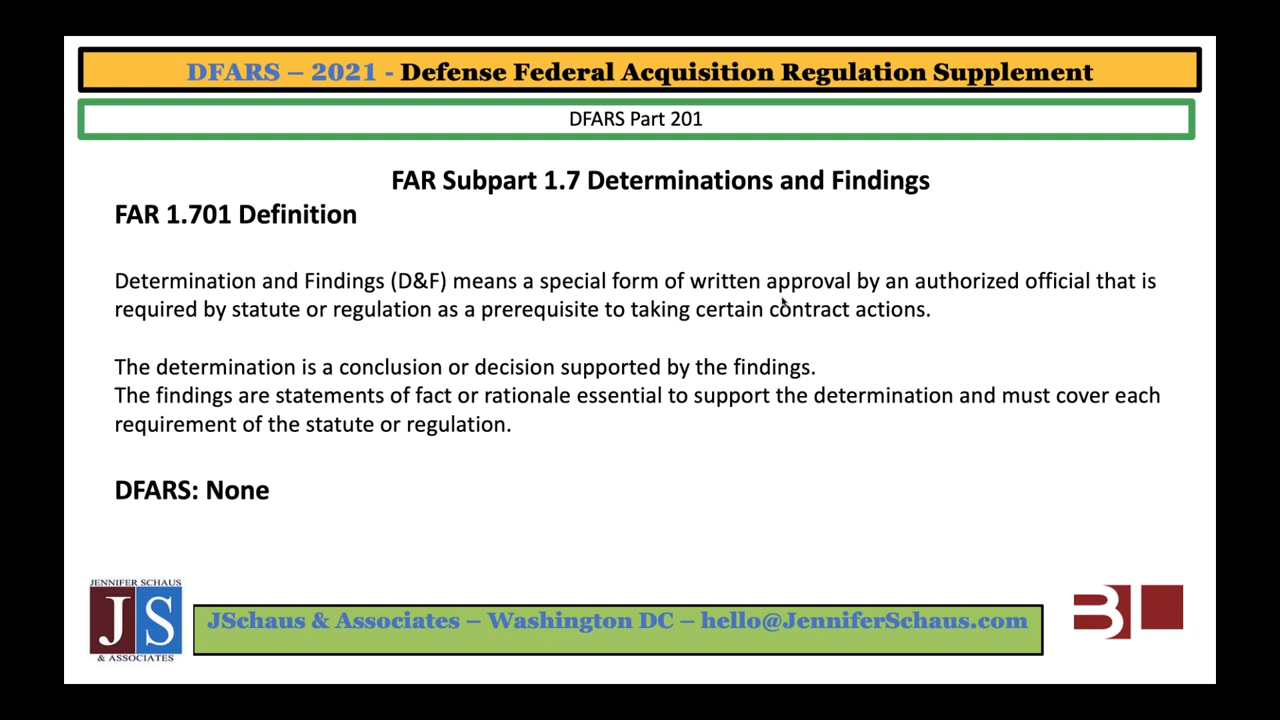 DFARS – 2021 - Defense Federal Acquisition Regulation Supplement
DFARS Part 201
FAR Subpart 1.7 Determinations and Findings
FAR 1.701 Definition
Determination and Findings (D&F) means a special form of written approval by an authorized official that is
required by statute or regulation as a prerequisite to taking certain contract actions.
The determination is a conclusion or decision supported by the findings.
The findings are statements of fact or rationale essential to support the determination and must cover each
requirement of the statute or regulation.
DFARS: None
JENNIFER SCHAUS
JS
& ASSOCIATES
JSchaus & Associates – Washington DC – hello@JenniferSchaus.com